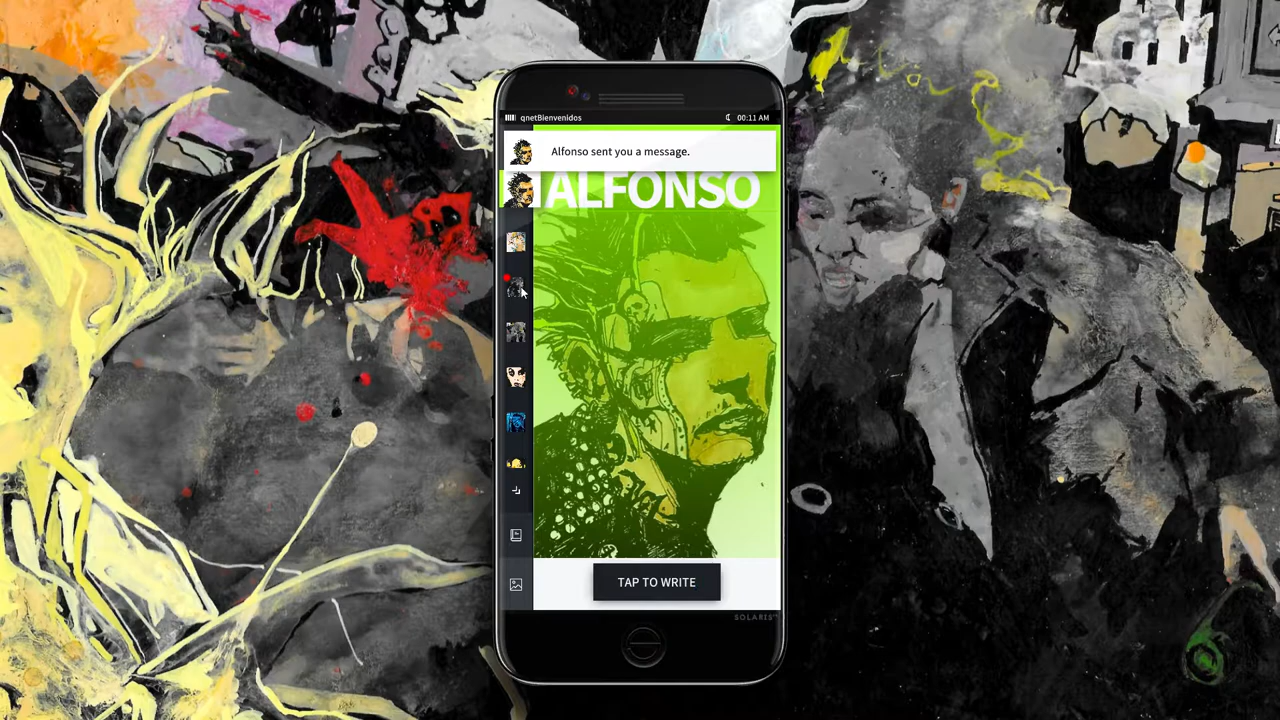 qnetBienvenidos
00:11 AM
Alfonso sent you a message.
ALFONSO
TAP TO WRITE
SOLARIS